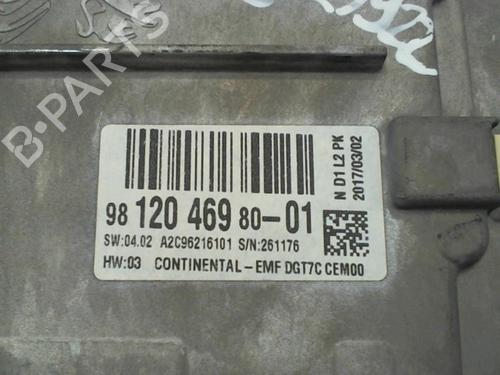 B-PARTS
98 120 469 80-01
SW:04.02 A2C96216101 S/N:261176
HW:03 CONTINENTAL-EMF DGT7C CEM00
N D1 L2 PK
2017/03/02